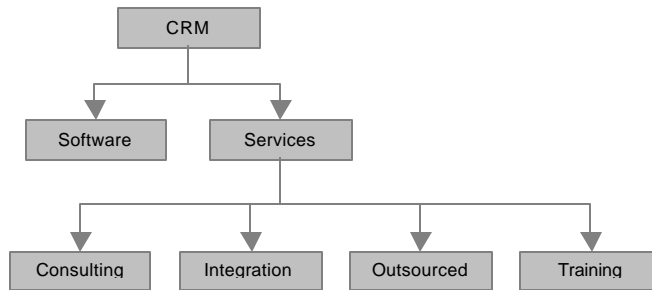 CRM
Software
Services
Consulting
Integration
Outsourced
Training